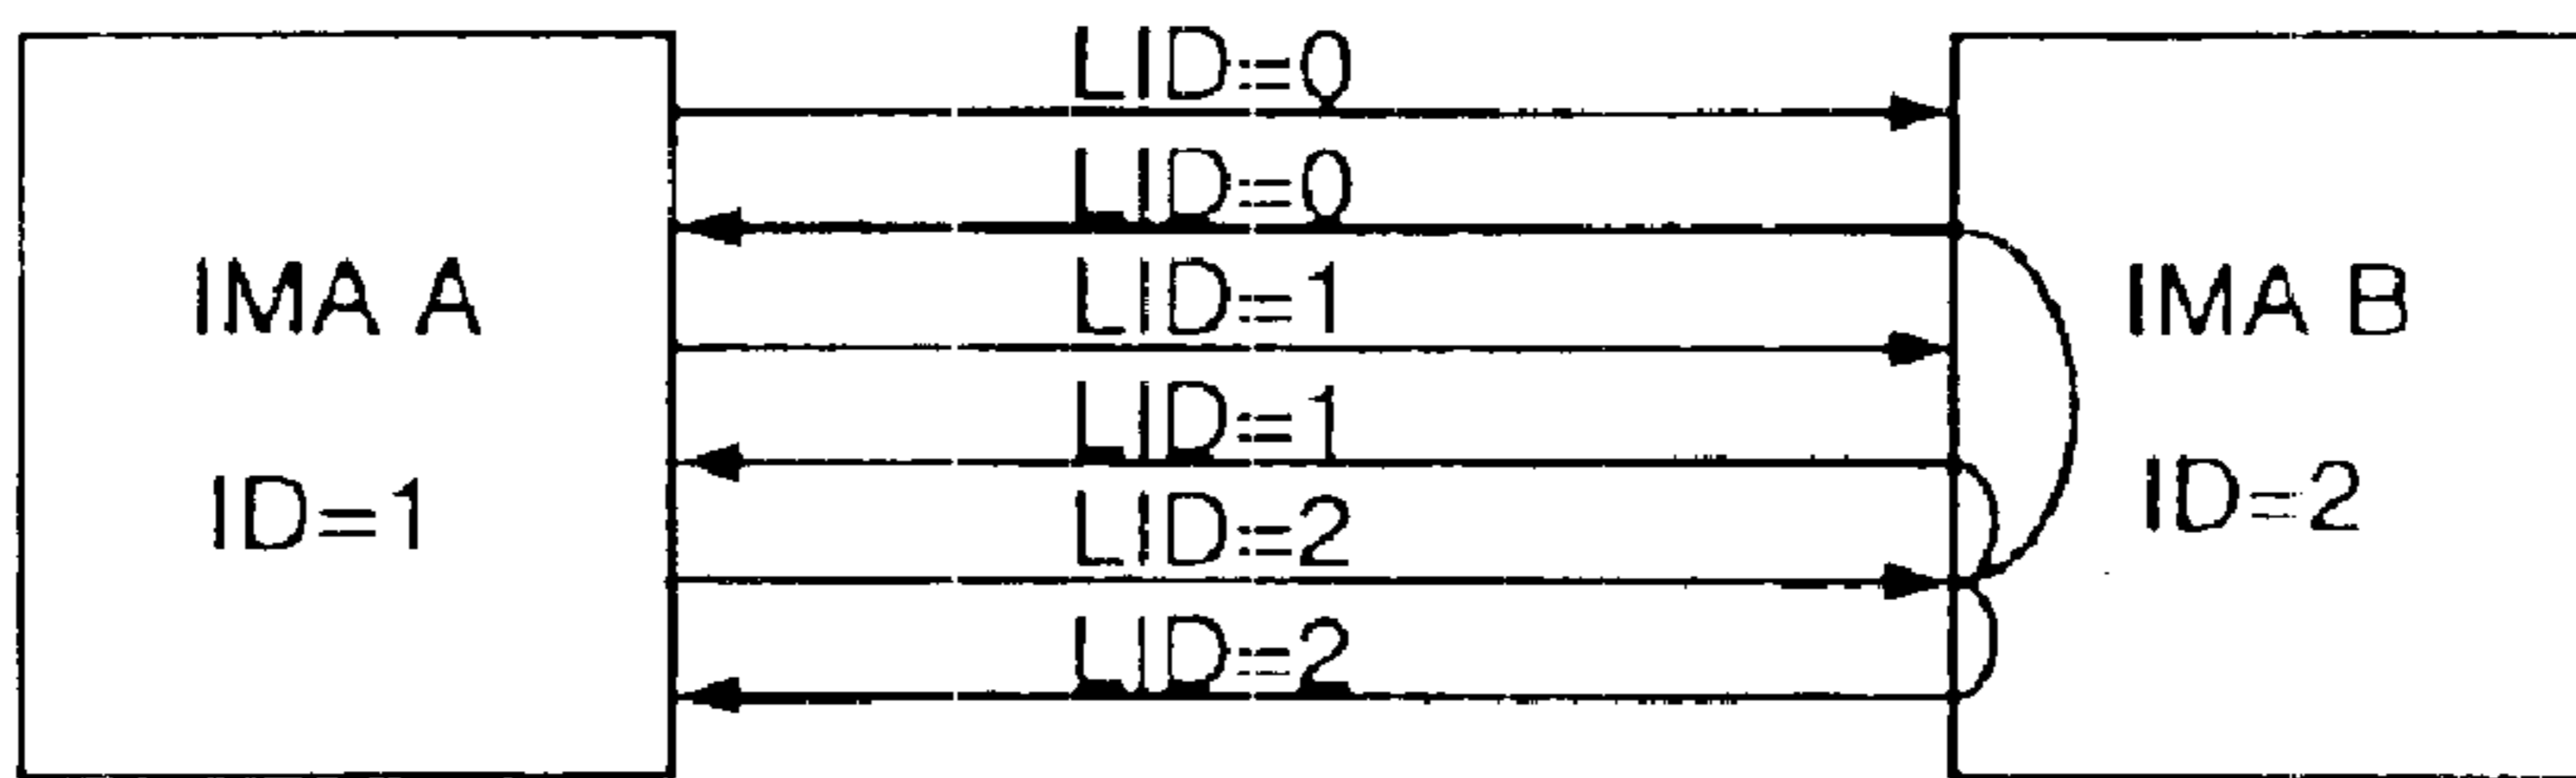 LID=0
LID=0
IMA A
LID=1
IMA B
LID=1
ID=1
LID=2
ID=2
LID=2